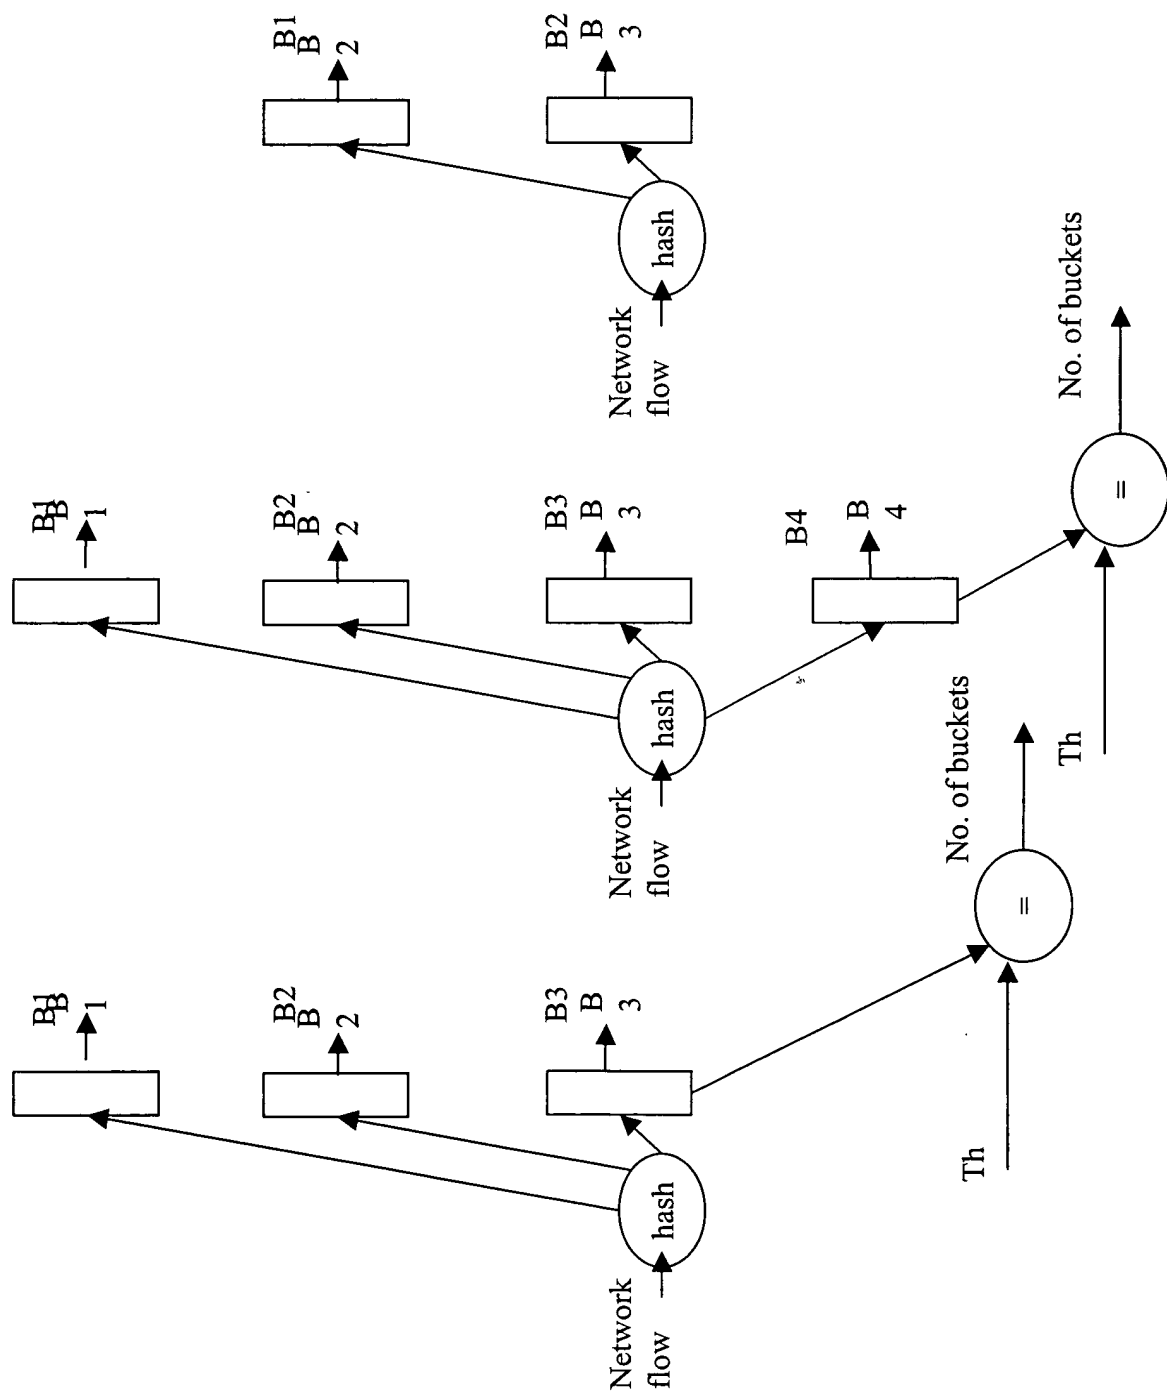 B1
B
1
B2
B
2
B3
B
3
Network
flow
hash
Th
=
No. of buckets
B1
B
1
B2
B
2
B3
B
3
B4
B
4
Network
flow
hash
Th
=
No. of buckets
B1
B
2
B2
B
3
Network
flow
hash